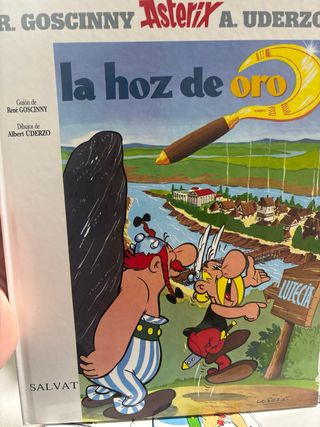 R. GOSCINNY Asterix A. UDERZO
la hoz de oro
Guión de
René GOSCINNY
Dibujos de
Albert UDERZO
LUTECIA
SALVAT